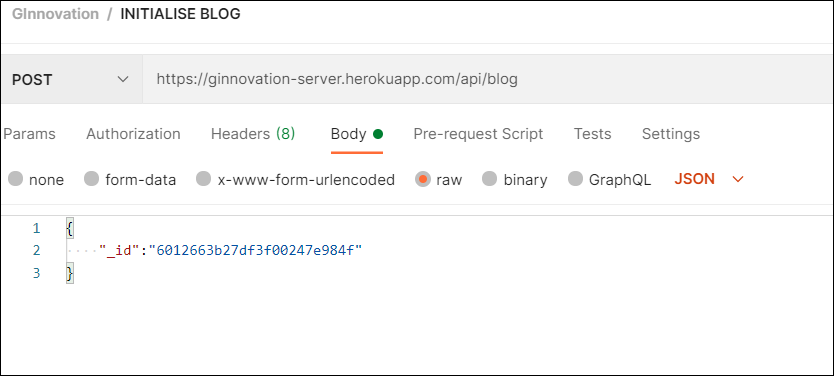 GInnovation / INITIALISE BLOG
POST https://ginnovation-server.herokuapp.com/api/blog
Params Authorization Headers (8) Body Pre-request Script Tests Settings
none form-data x-www-form-urlencoded raw binary GraphQL JSON
1 {
2 ····"_id":"6012663b27df3f00247e984f"
3 }